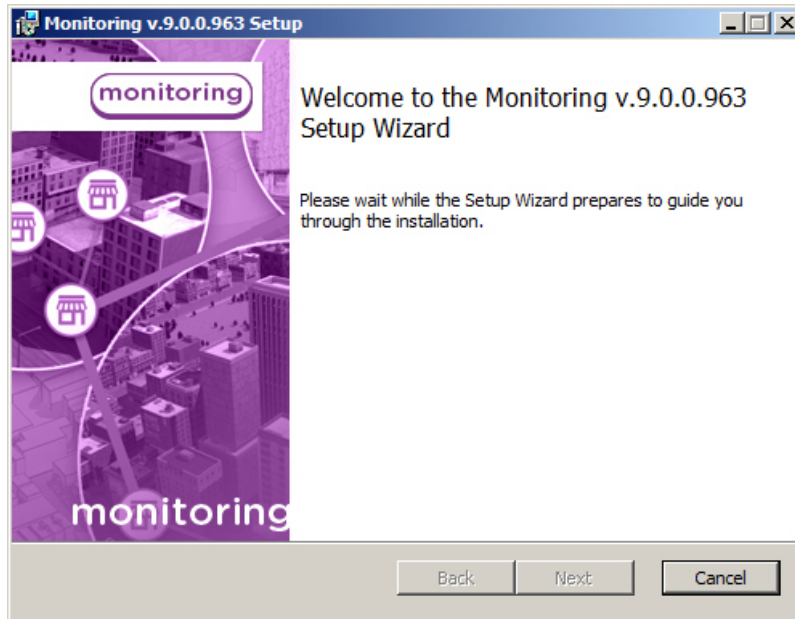 Monitoring v.9.0.0.963 Setup
monitoring
Welcome to the Monitoring v.9.0.0.963
Setup Wizard
Please wait while the Setup Wizard prepares to guide you
through the installation.
monitoring
Back
Next
Cancel